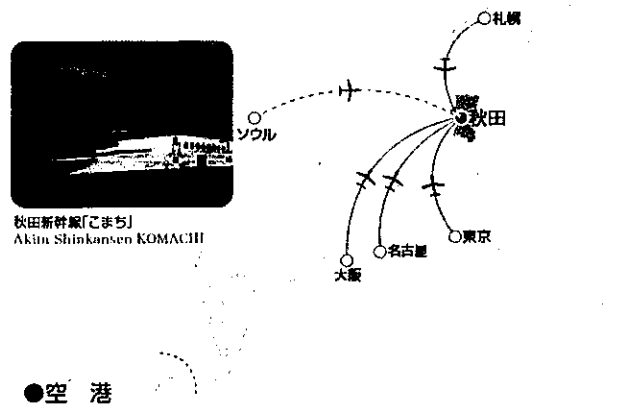 札幌
秋田
ソウル
秋田新幹線「こまち」
Akita Shinkansen KOMACHI
東京
名古屋
大阪
●空 港